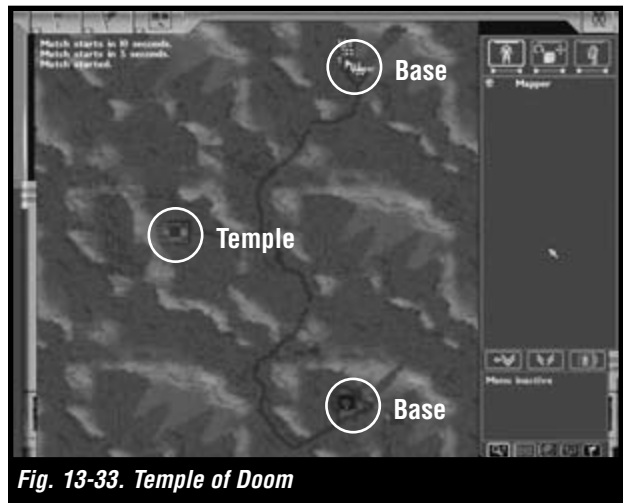 Match starts in 10 seconds.
Match starts in 5 seconds.
Match started.
Base
Mapper
Temple
Base
Menu inactive
Fig. 13-33. Temple of Doom